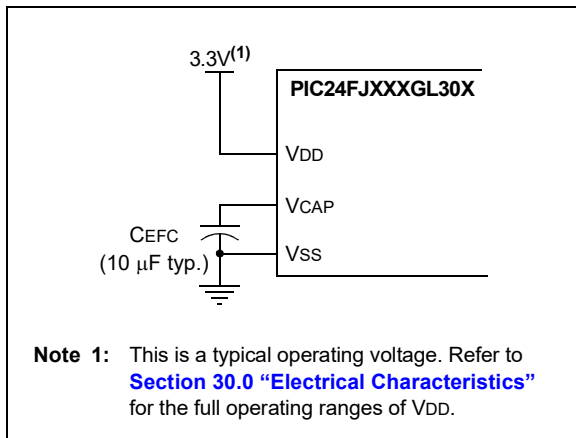 3.3V(1)
PIC24FJXXXGL30X
VDD
VCAP
CEFC
(10 μF typ.)
VSS
Note 1: This is a typical operating voltage. Refer to
Section 30.0 “Electrical Characteristics”
for the full operating ranges of VDD.